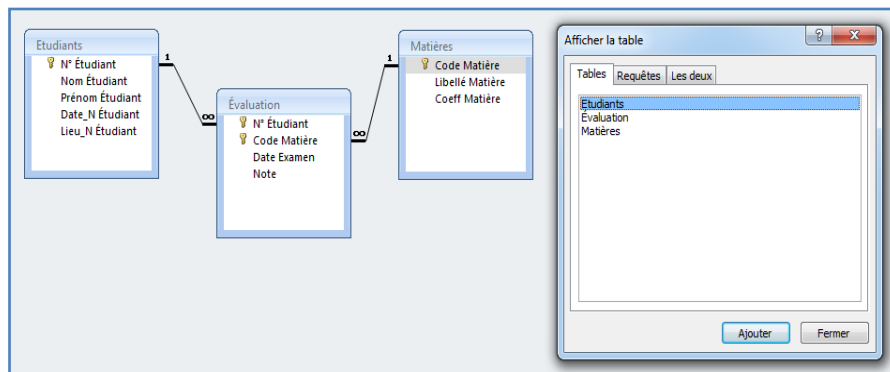 Etudiants
N° Étudiant
Nom Étudiant
Prénom Étudiant
Date_N Étudiant
Lieu_N Étudiant
1
∞
Évaluation
N° Étudiant
Code Matière
Date Examen
Note
∞
1
Matières
Code Matière
Libellé Matière
Coeff Matière
Afficher la table
?
X
Tables Requêtes Les deux
Etudiants
Évaluation
Matières
Ajouter Fermer